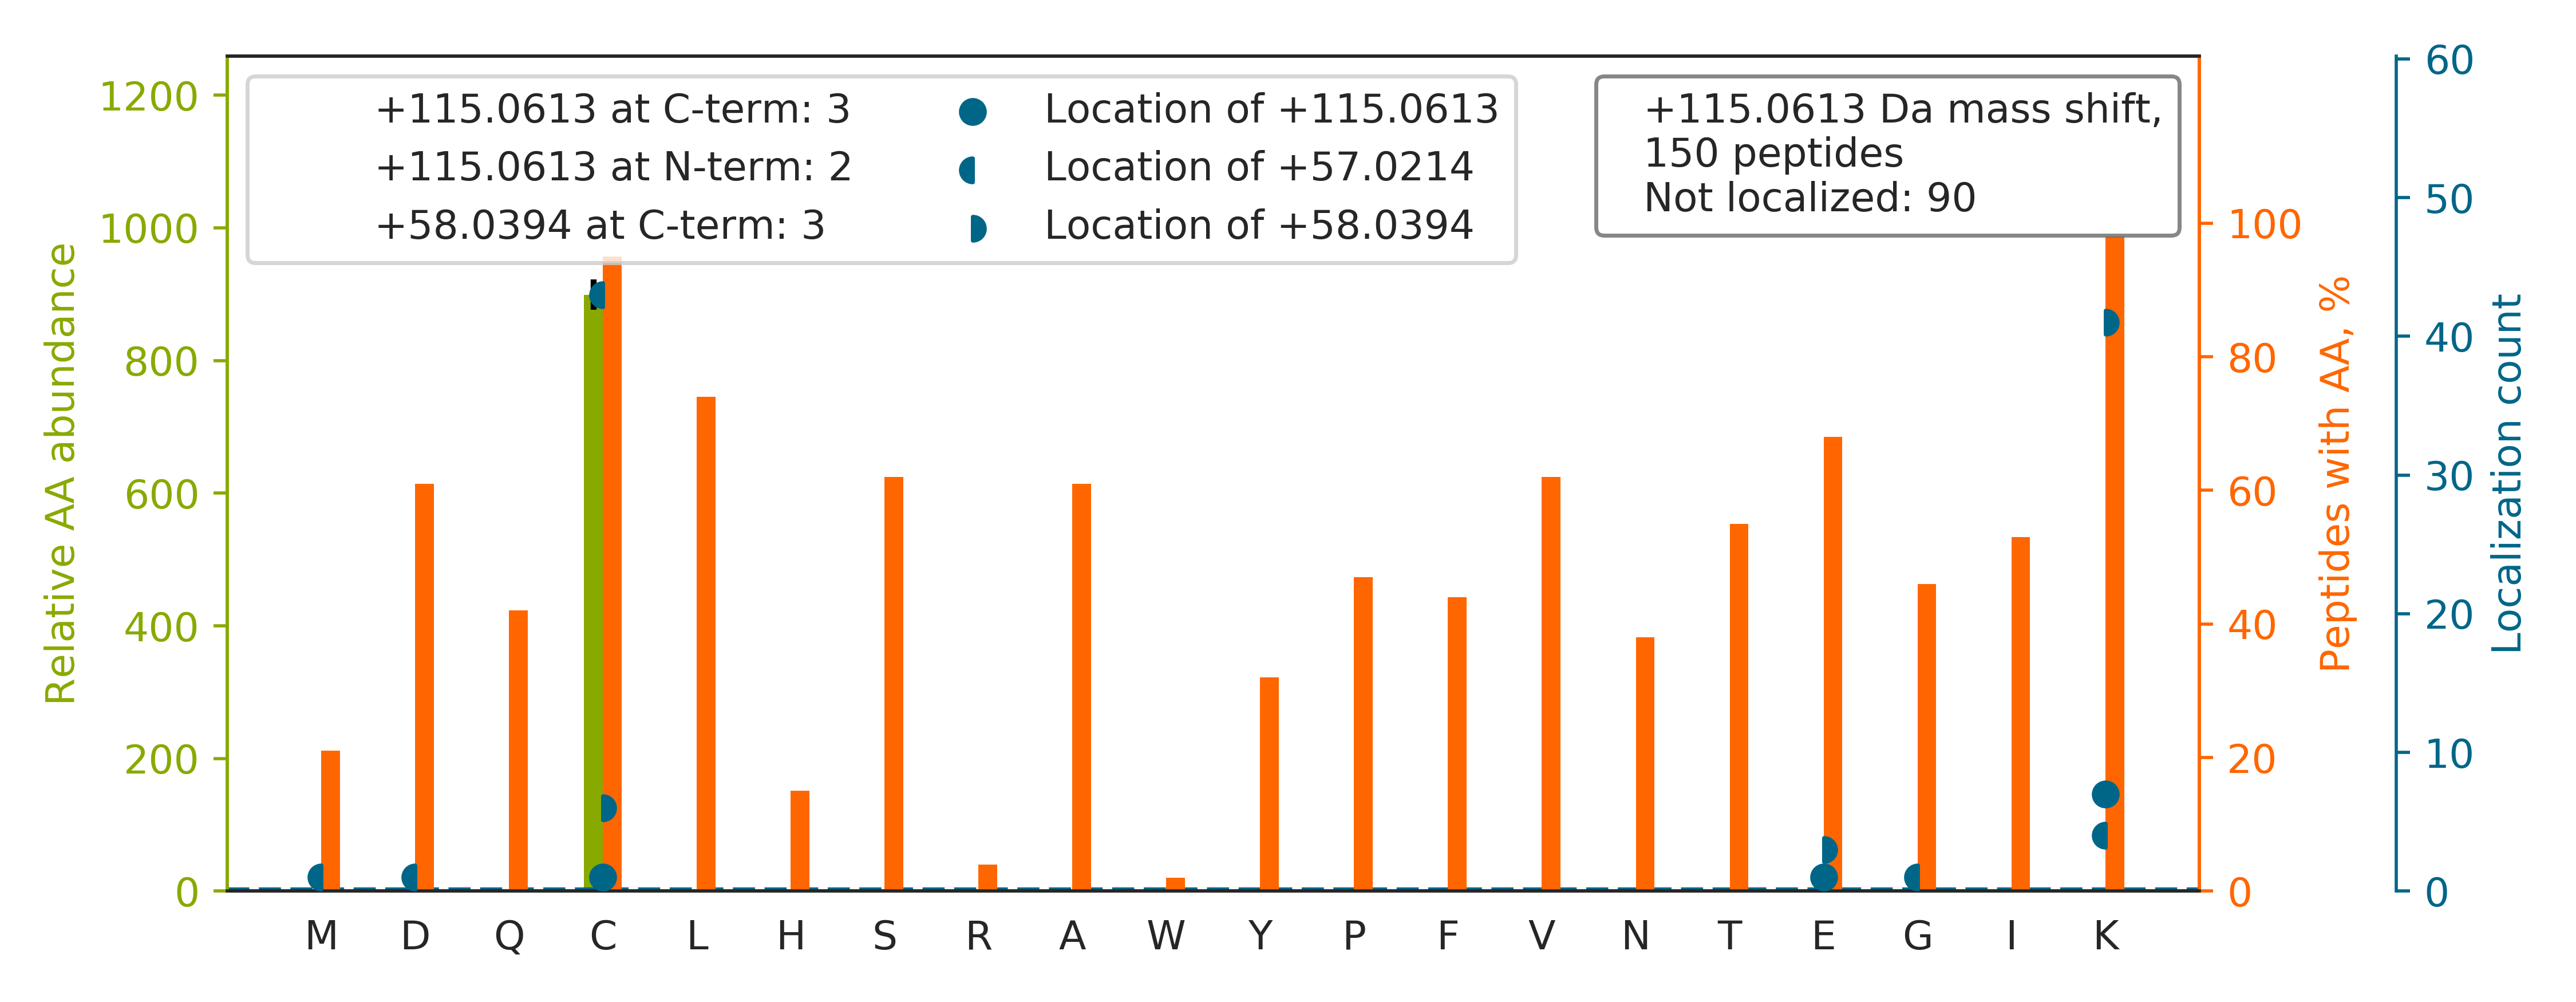 +115.0613 at C-term: 3
+115.0613 at N-term: 2
+58.0394 at C-term: 3
Location of +115.0613
Location of +57.0214
Location of +58.0394
+115.0613 Da mass shift,
150 peptides
Not localized: 90
Relative AA abundance
1200
1000
800
600
400
200
0
100
80
60
40
20
0
Peptides with AA, %
60
50
40
30
20
10
0
Localization count
M D Q C L H S R A W Y P F V N T E G I K